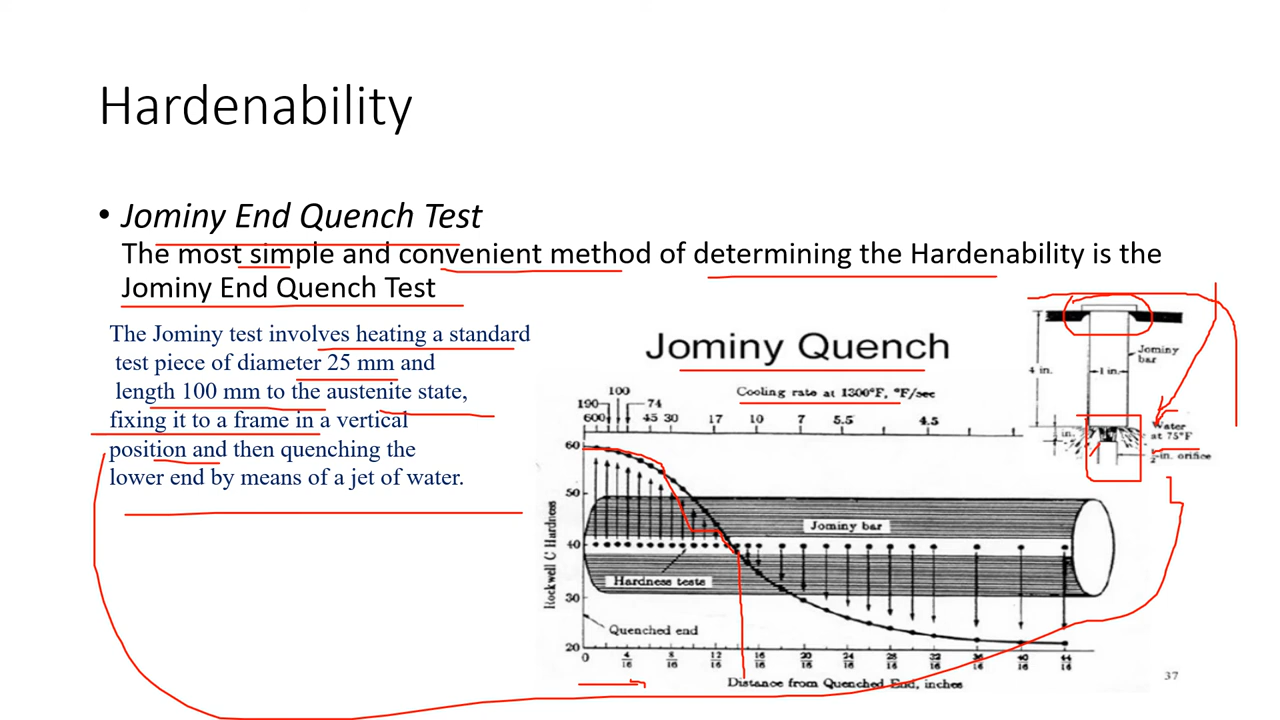 Hardenability
• Jominy End Quench Test
The most simple and convenient method of determining the Hardenability is the
Jominy End Quench Test
The Jominy test involves heating a standard
test piece of diameter 25 mm and
length 100 mm to the austenite state,
fixing it to a frame in a vertical
position and then quenching the
lower end by means of a jet of water.
Jominy Quench
Cooling rate at 1300°F, °F/sec
190 100 74
600 45 30 17 10 7 5.5 4.5
Rockwell C Hardness
60
50
40
30
20
Jominy bar
Hardness tests
Quenched end
0 4/16 8/16 12/16 16/16 20/16 24/16 28/16 32/16 36/16 40/16 44/16
Distance from Quenched End, inches
4 in.
1 in.
Jominy
bar
Water
at 75°F
in.
in. orifice
37